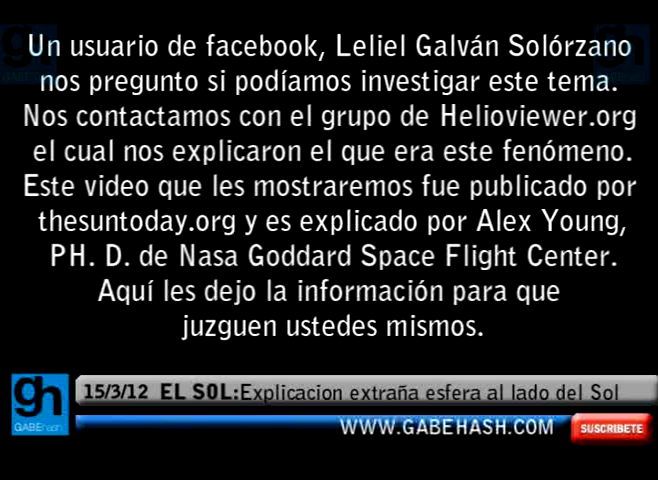 Un usuario de facebook, Leliel Galván Solórzano
nos pregunto si podíamos investigar este tema.
Nos contactamos con el grupo de Helioviewer.org
el cual nos explicaron el que era este fenómeno.
Este video que les mostraremos fue publicado por
thesuntoday.org y es explicado por Alex Young,
PH. D. de Nasa Goddard Space Flight Center.
Aquí les dejo la información para que
juzguen ustedes mismos.
gh
GABEhash
15/3/12 EL SOL:Explicacion extraña esfera al lado del Sol
WWW.GABEHASH.COM
SUSCRIBETE